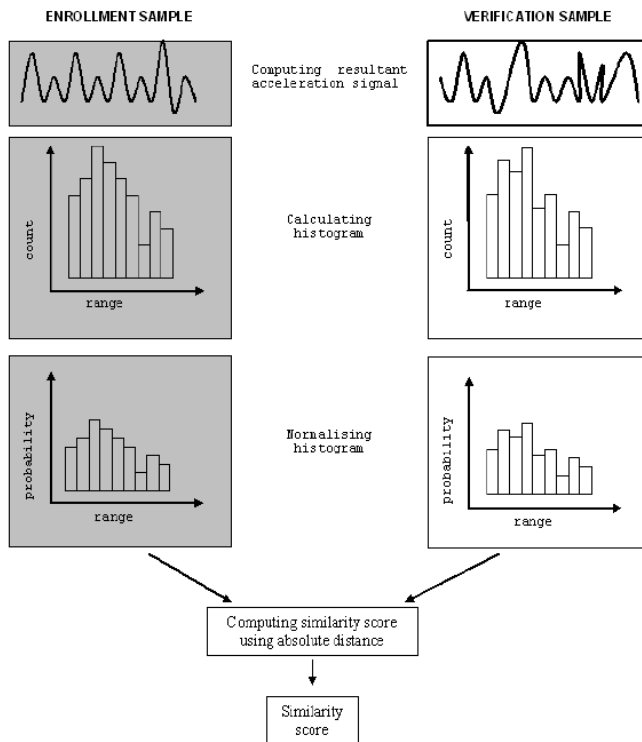 ENROLLMENT SAMPLE
VERIFICATION SAMPLE
Computing resultant
acceleration signal
count
range
Calculating
histogram
count
range
probability
range
Normalising
histogram
probability
range
Computing similarity score
using absolute distance
Similarity
score